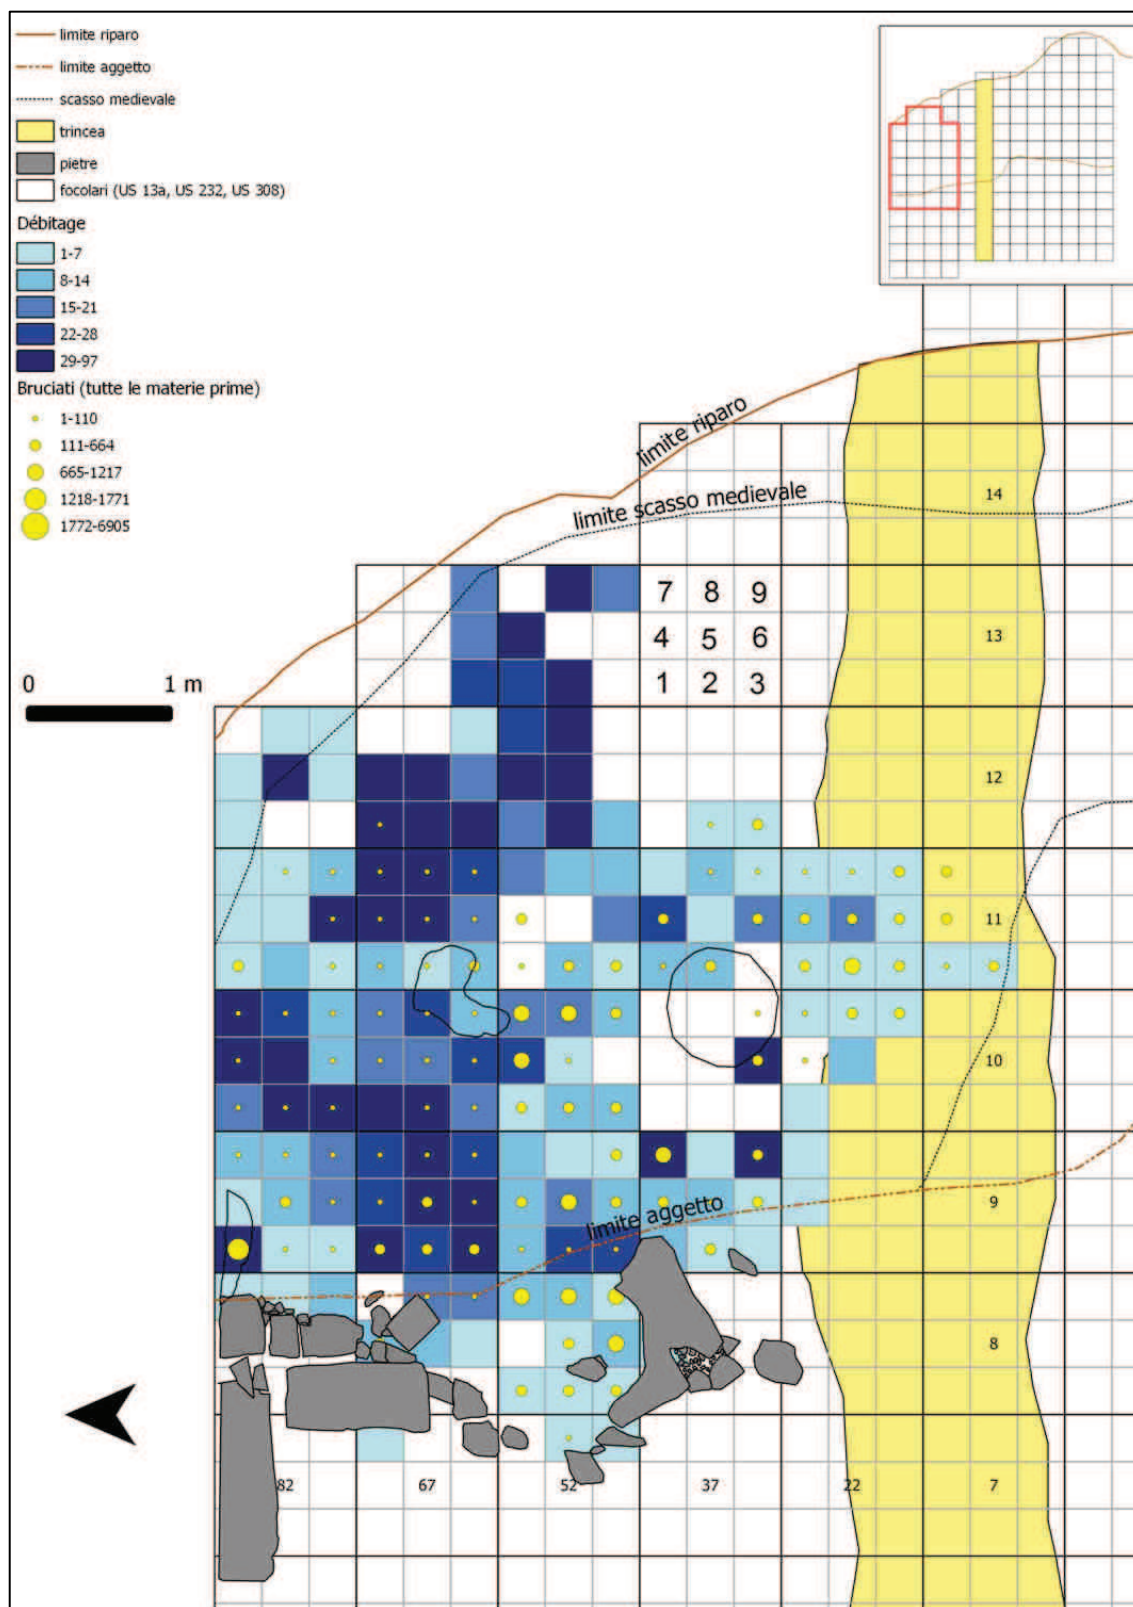 limite riparo
limite aggetto
scasso medievale
trincea
pietre
focolari (US 13a, US 232, US 308)
Débitage
1-7
8-14
15-21
22-28
29-97
Bruciati (tutte le materie prime)
1-110
111-664
665-1217
1218-1771
1772-6905
limite riparo
limite scasso medievale
14
7 8 9
4 5 6
13
1 2 3
0 1 m
12
11
10
9
limite aggetto
8
82 67 52 37 22 7